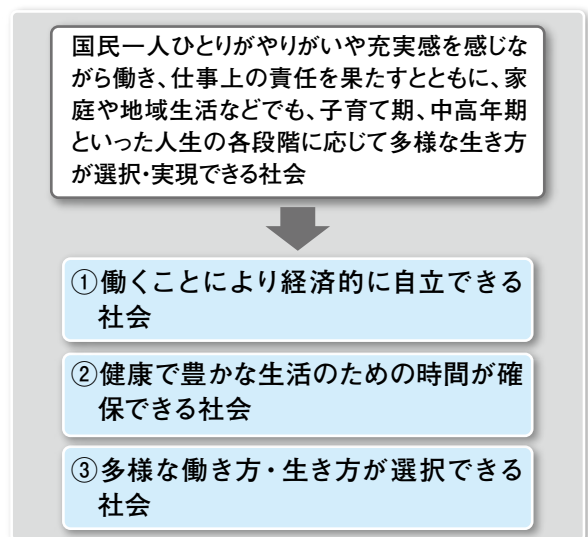 国民一人ひとりがやりがいや充実感を感じな
がら働き、仕事上の責任を果たすとともに、家
庭や地域生活などでも、子育て期、中高年期
といった人生の各段階に応じて多様な生き方
が選択・実現できる社会
①働くことにより経済的に自立できる
社会
②健康で豊かな生活のための時間が確
保できる社会
③多様な働き方・生き方が選択できる
社会